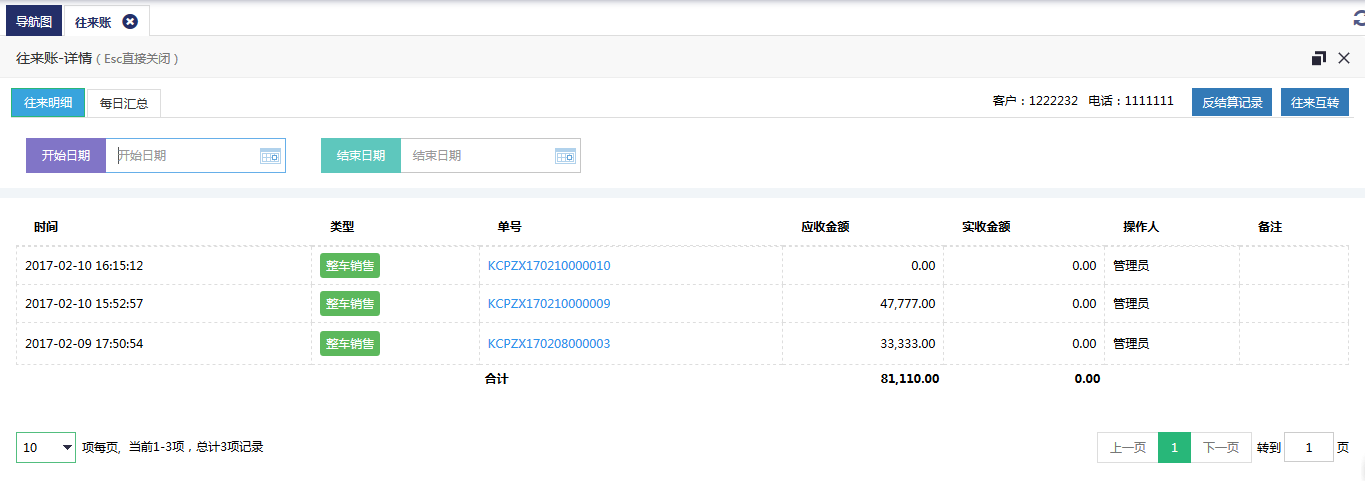 导航图 往来账
往来账-详情 ( Esc直接关闭 )
往来明细 每日汇总 客户：1222232 电话：1111111 反结算记录 往来互转
开始日期 开始日期 结束日期 结束日期
时间 类型 单号 应收金额 实收金额 操作人 备注
2017-02-10 16:15:12 整车销售 KCPZX170210000010 0.00 0.00 管理员
2017-02-10 15:52:57 整车销售 KCPZX170210000009 47,777.00 0.00 管理员
2017-02-09 17:50:54 整车销售 KCPZX170208000003 33,333.00 0.00 管理员
合计 81,110.00 0.00
10 项每页, 当前1-3项，总计3项记录 上一页 1 下一页 转到 1 页